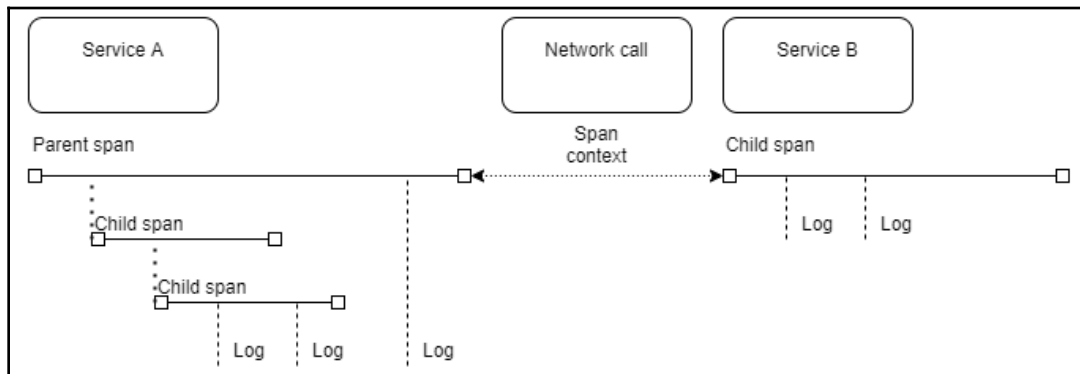 Service A
Network call
Service B
Parent span
Span
context
Child span
Child span
Log
Log
Child span
Log
Log
Log